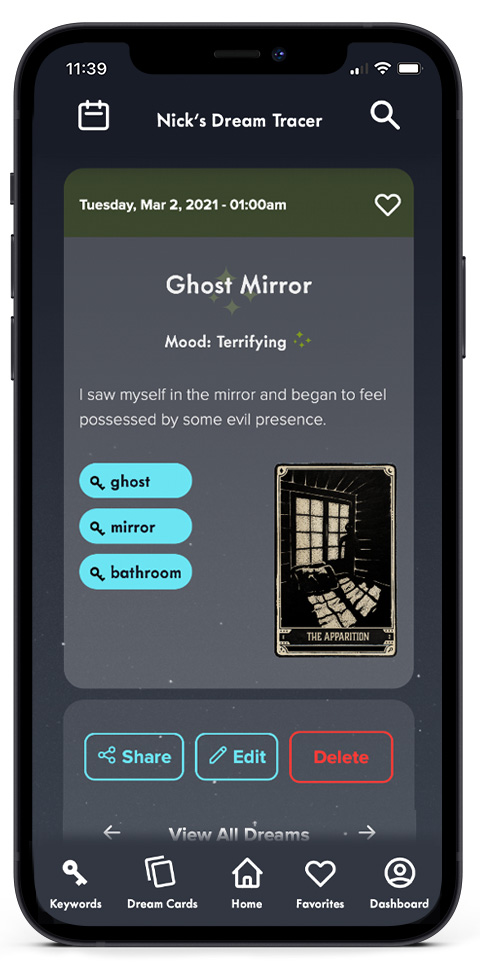 11:39
Nick's Dream Tracer
Tuesday, Mar 2, 2021 - 01:00am
Ghost Mirror
Mood: Terrifying
I saw myself in the mirror and began to feel
possessed by some evil presence.
ghost
mirror
bathroom
THE APPARITION
Share
Edit
Delete
View All Dreams
Keywords
Dream Cards
Home
Favorites
Dashboard